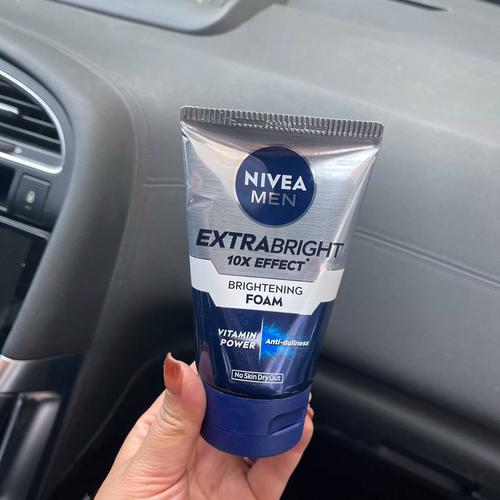 NIVEA
MEN
EXTRABRIGHT
10X EFFECT*
BRIGHTENING
FOAM
VITAMIN
POWER
Anti-dullness
No Skin Dry Out